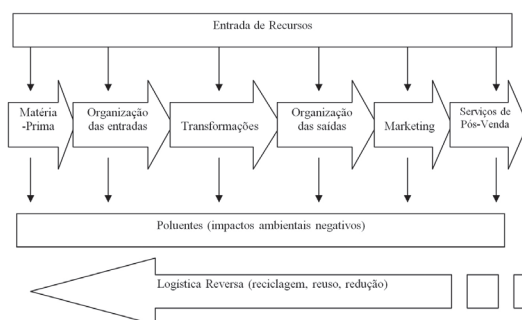 Entrada de Recursos
Matéria
-Prima
Organização
das entradas
Transformações
Organização
das saídas
Marketing
Serviços de
Pós-Venda
Poluentes (impactos ambientais negativos)
Logística Reversa (reciclagem, reuso, redução)